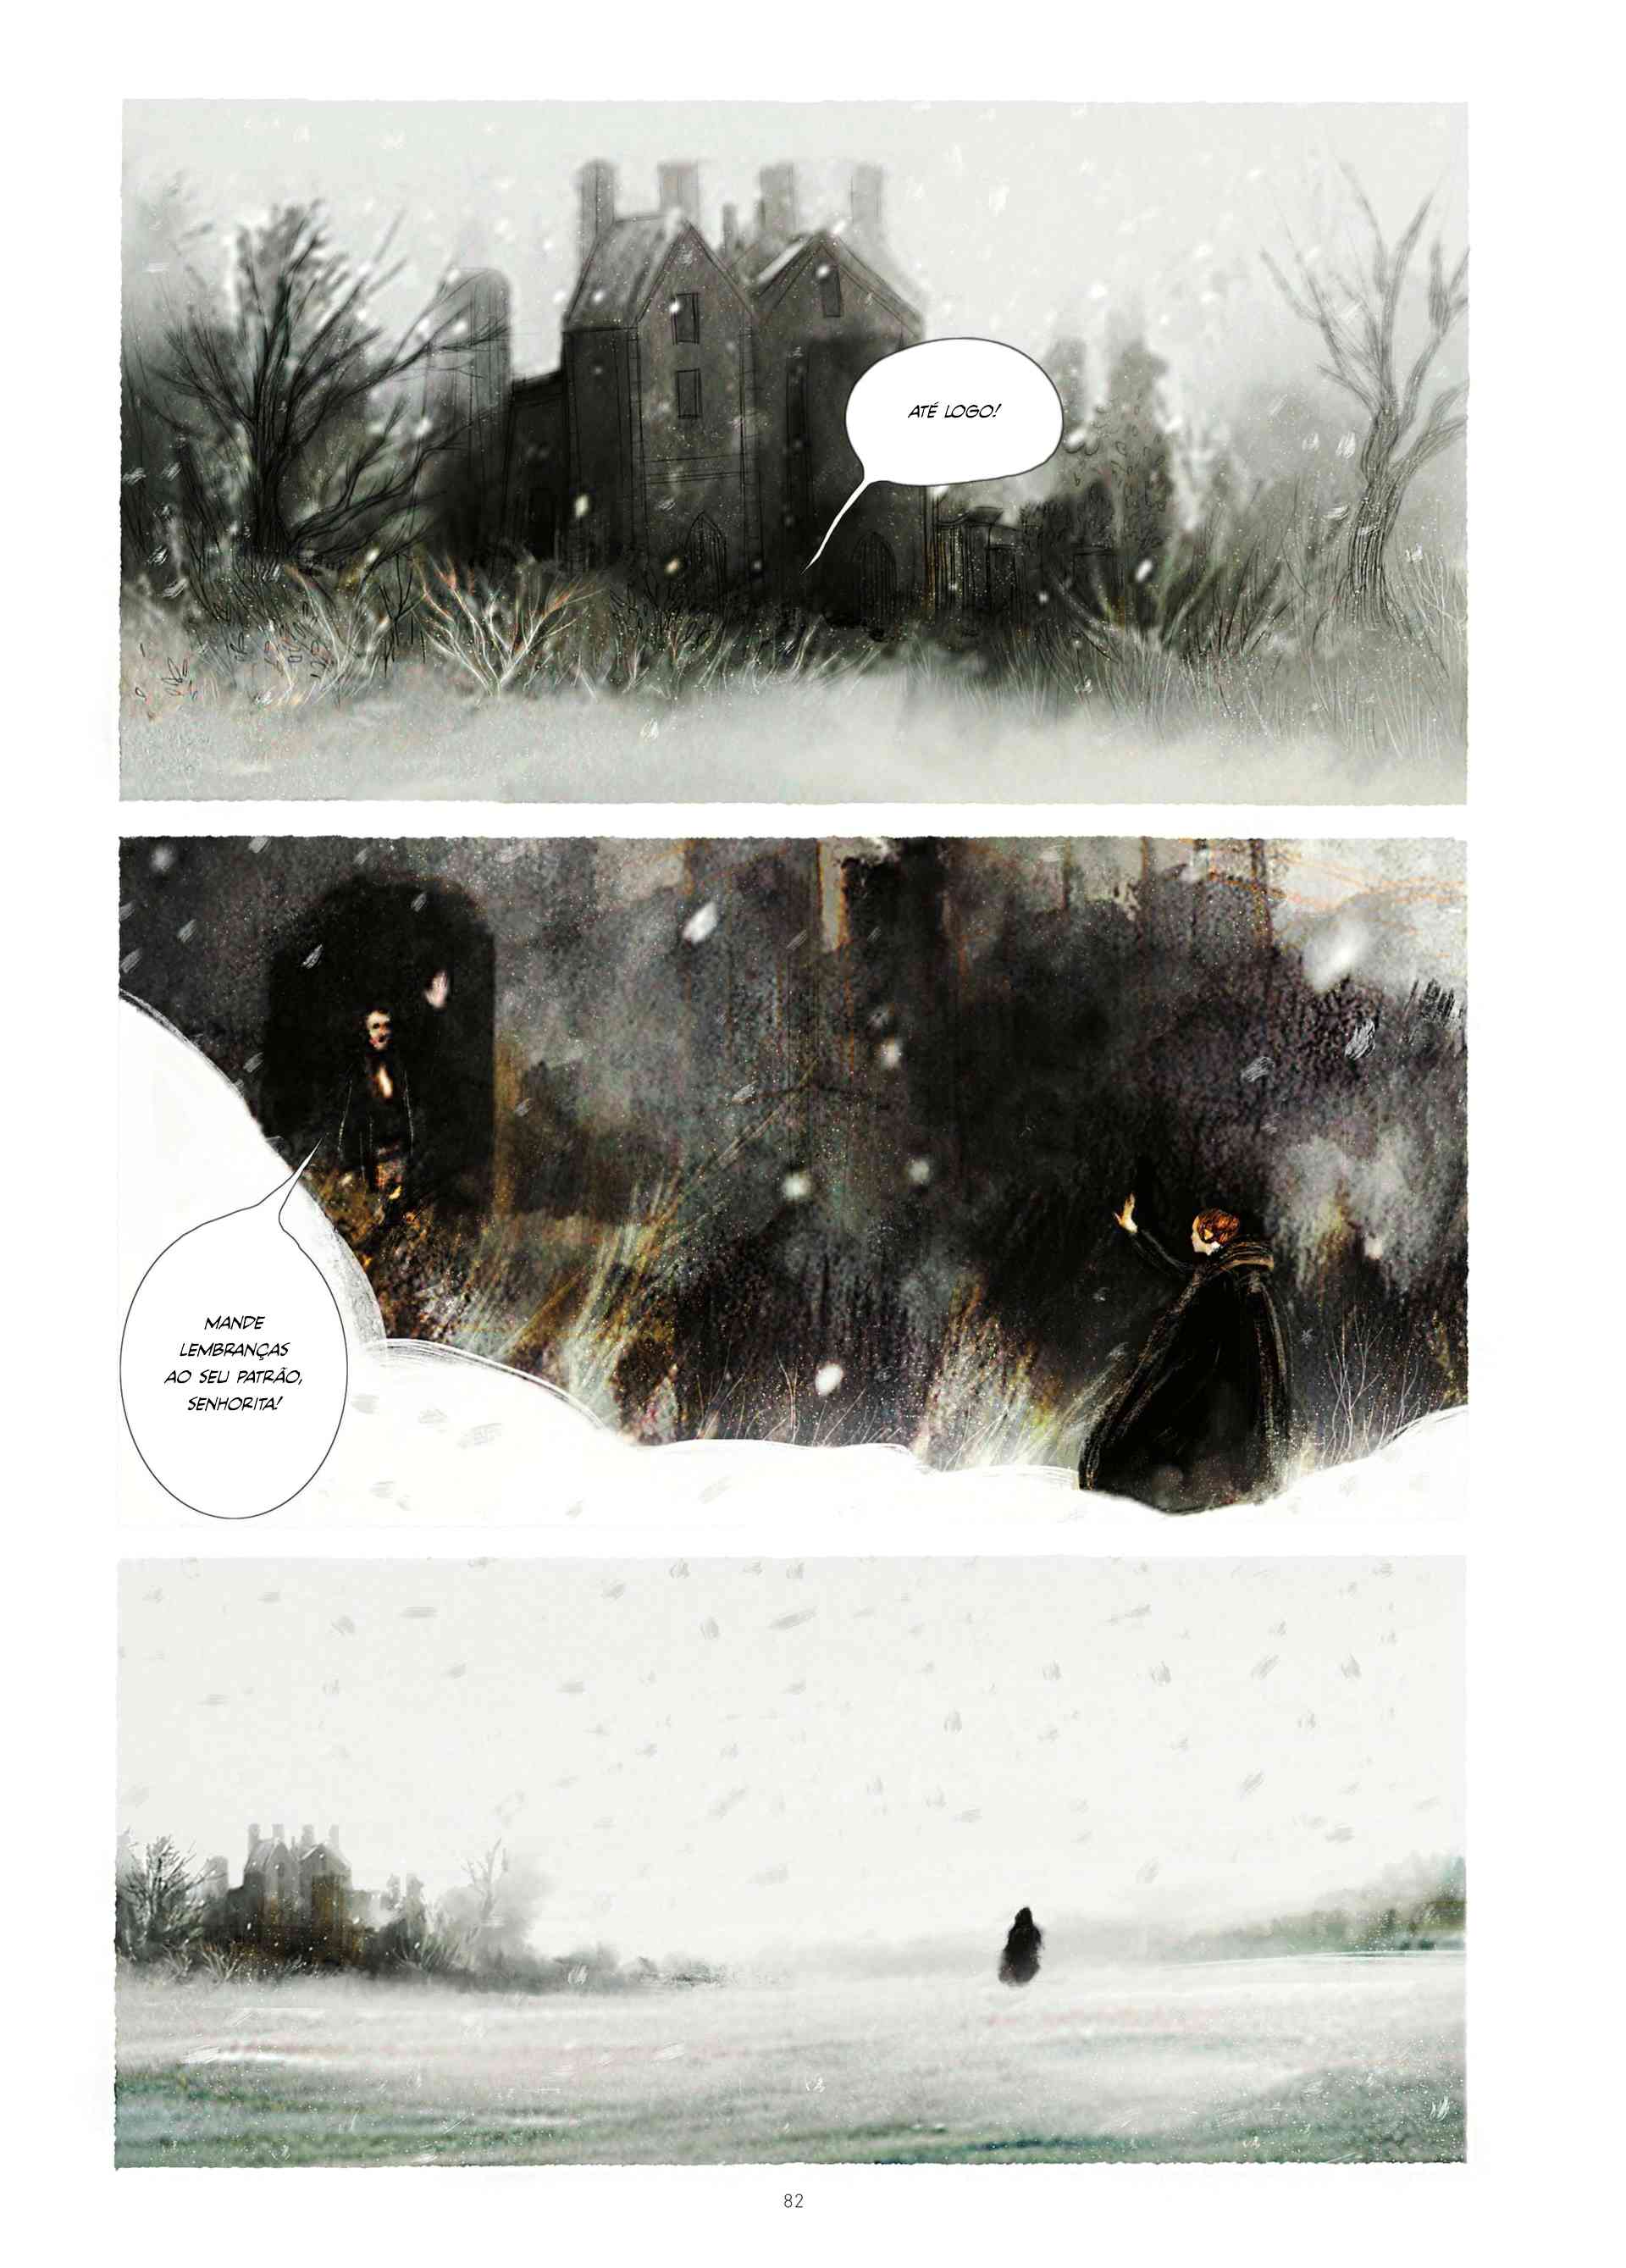 ATÉ LOGO!
MANDE
LEMBRANÇAS
AO SEU PATRÃO,
SENHORITA!
82